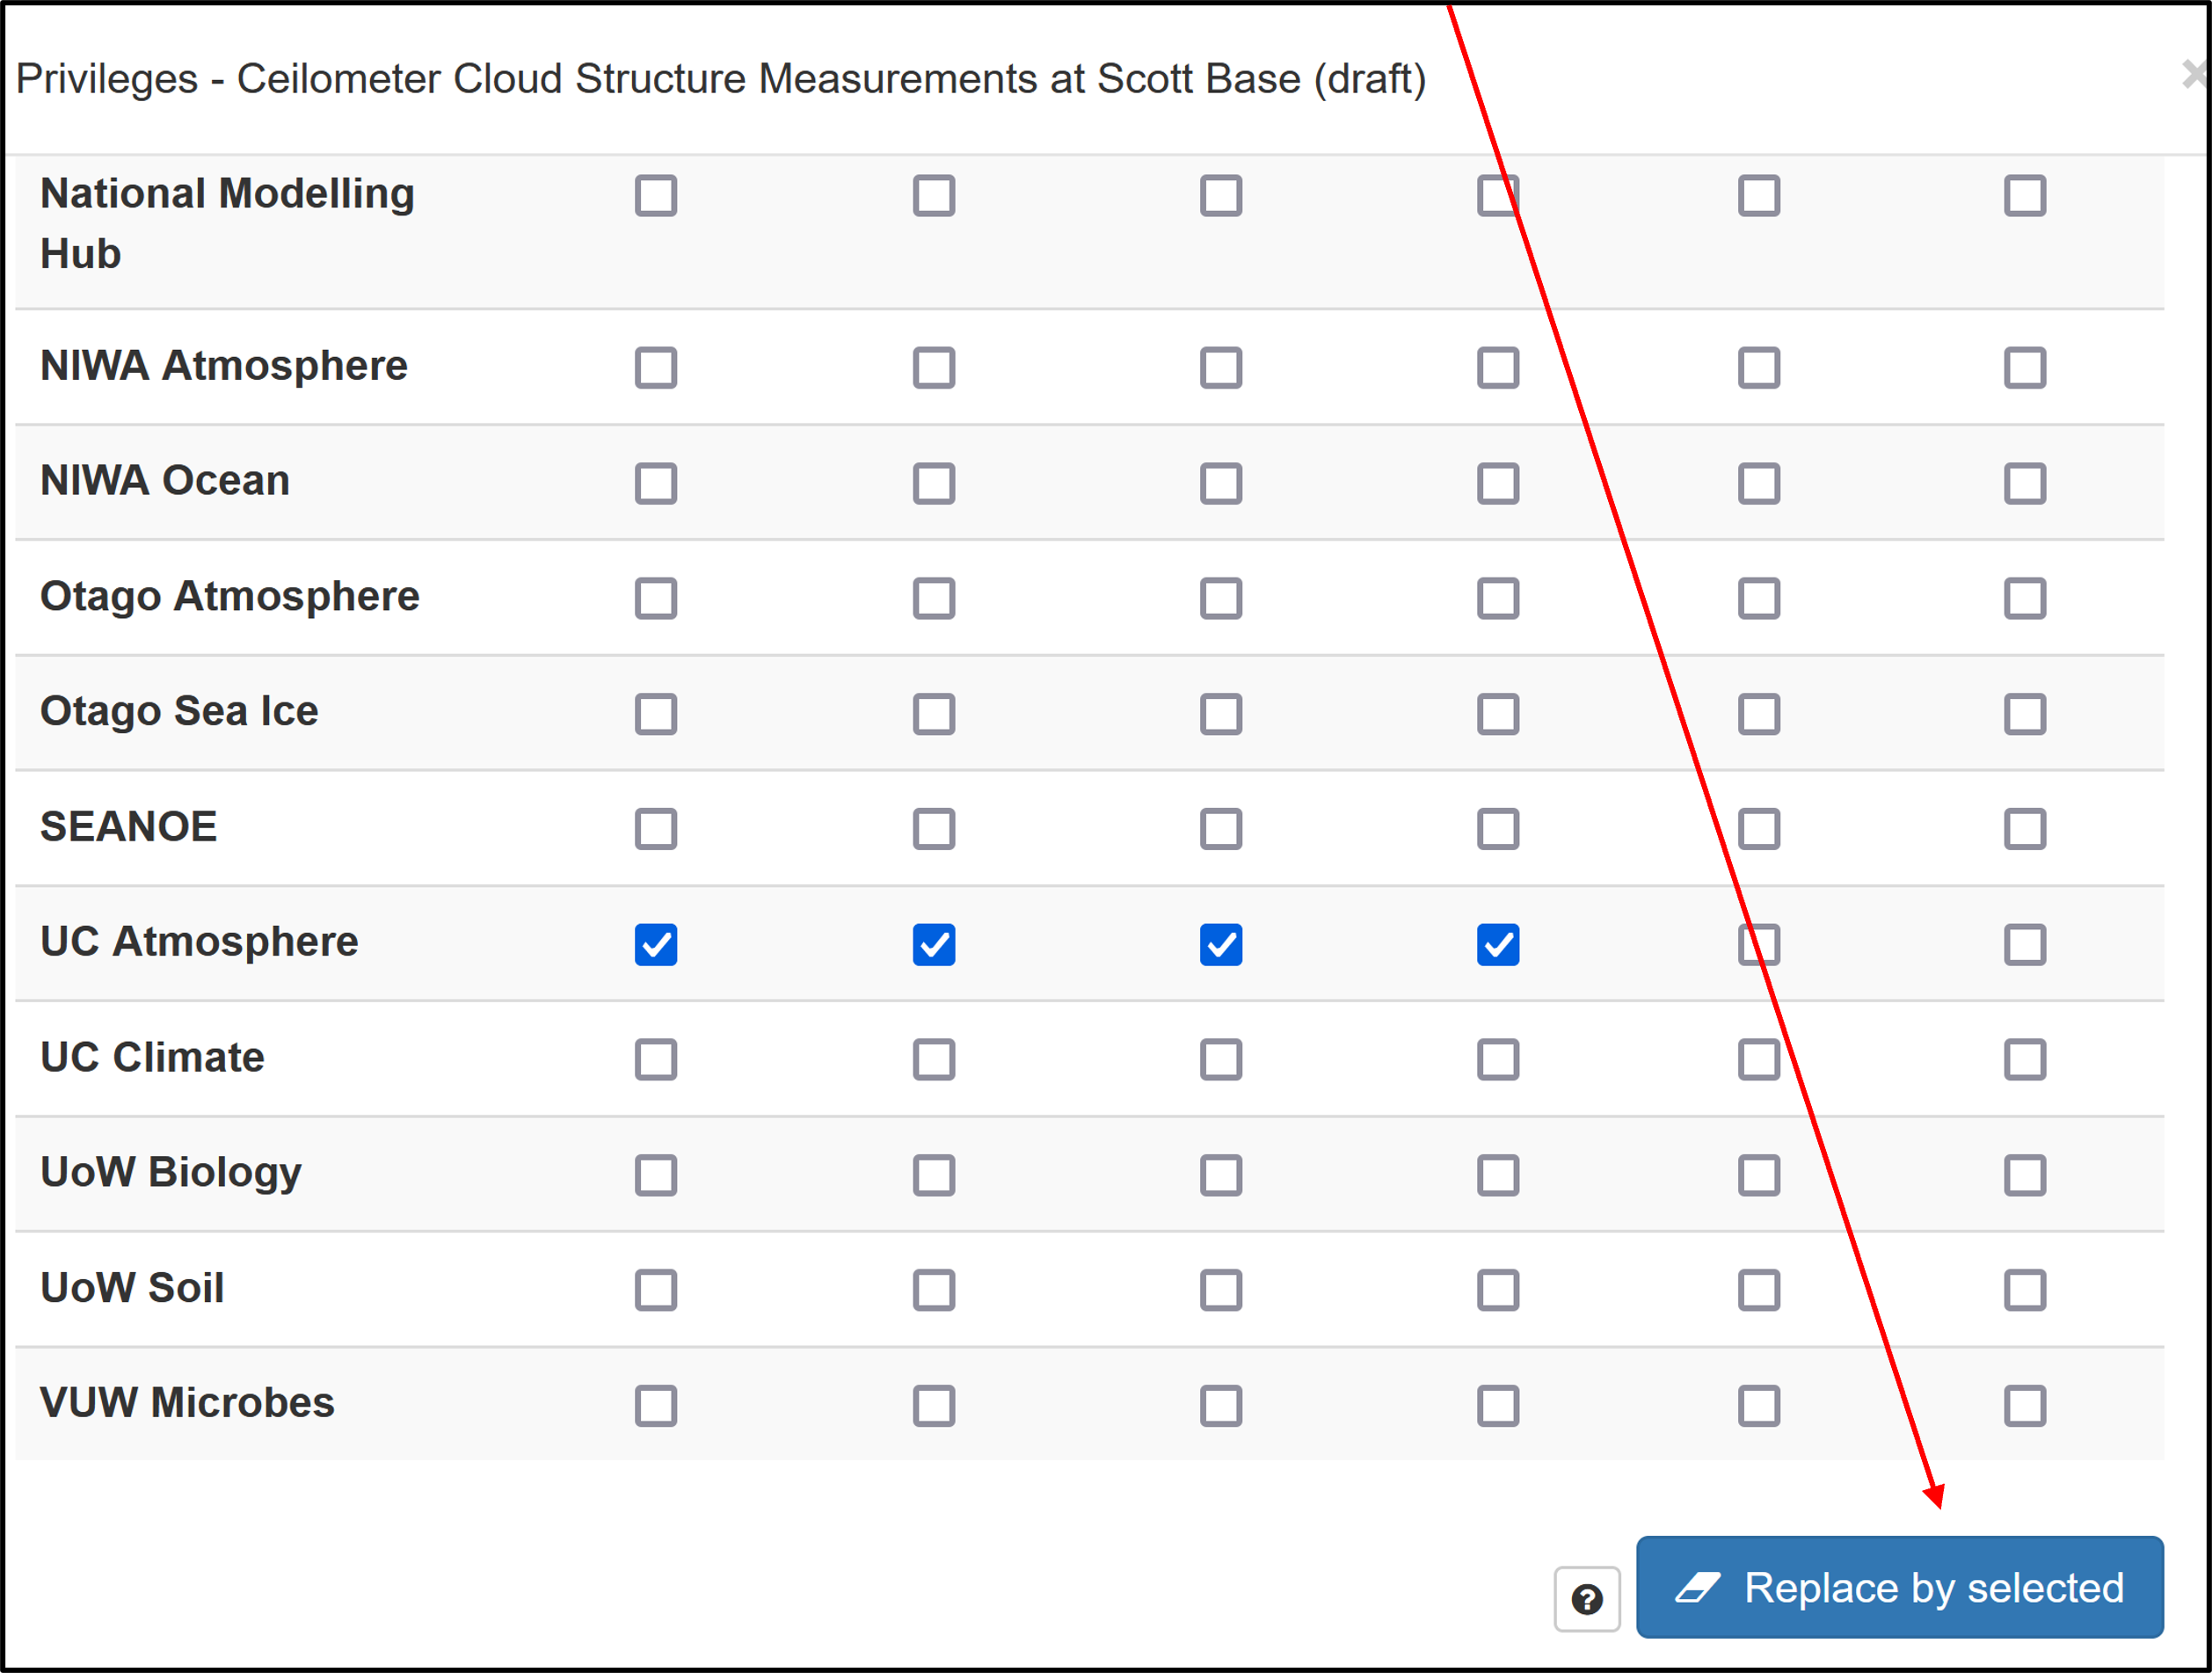 Privileges - Ceilometer Cloud Structure Measurements at Scott Base (draft)
National Modelling
Hub
NIWA Atmosphere
NIWA Ocean
Otago Atmosphere
Otago Sea Ice
SEANOE
UC Atmosphere
UC Climate
UoW Biology
UoW Soil
VUW Microbes
? Replace by selected